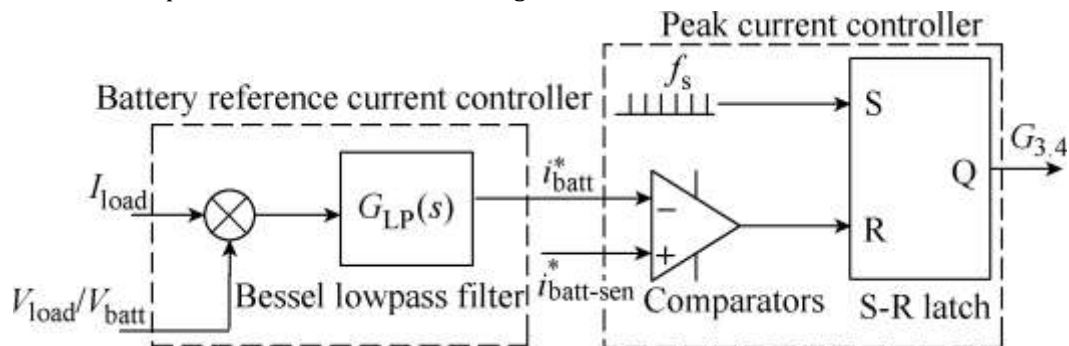 Peak current controller
f_s
Battery reference current controller
S
G_3,4
i*_batt
I_load
G_LP(s)
−
Q
R
+
i*_batt-sen
V_load/V_batt
Bessel lowpass filter
Comparators
S-R latch